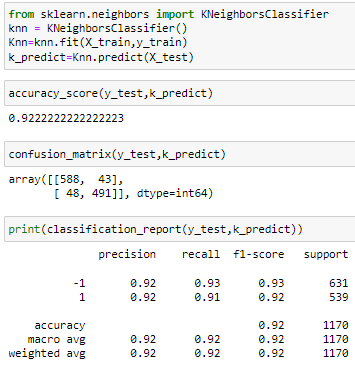 from sklearn.neighbors import KNeighborsClassifier
knn = KNeighborsClassifier()
Knn=knn.fit(X_train,y_train)
k_predict=Knn.predict(X_test)
accuracy_score(y_test,k_predict)
0.9222222222222223
confusion_matrix(y_test,k_predict)
array([[588,  43],
       [ 48, 491]], dtype=int64)
print(classification_report(y_test,k_predict))
              precision    recall  f1-score   support
          -1       0.92      0.93      0.93       631
           1       0.92      0.91      0.92       539
    accuracy                           0.92      1170
   macro avg       0.92      0.92      0.92      1170
weighted avg       0.92      0.92      0.92      1170